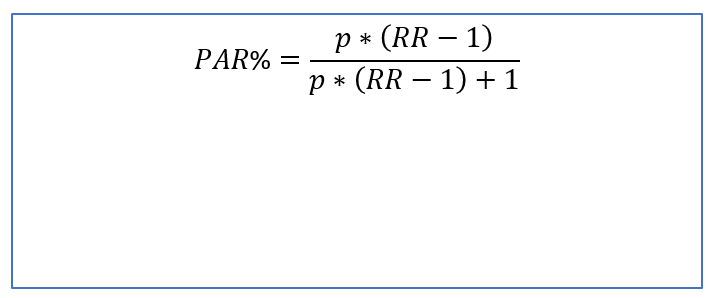 PAR% = p * (RR − 1) / p * (RR − 1) + 1